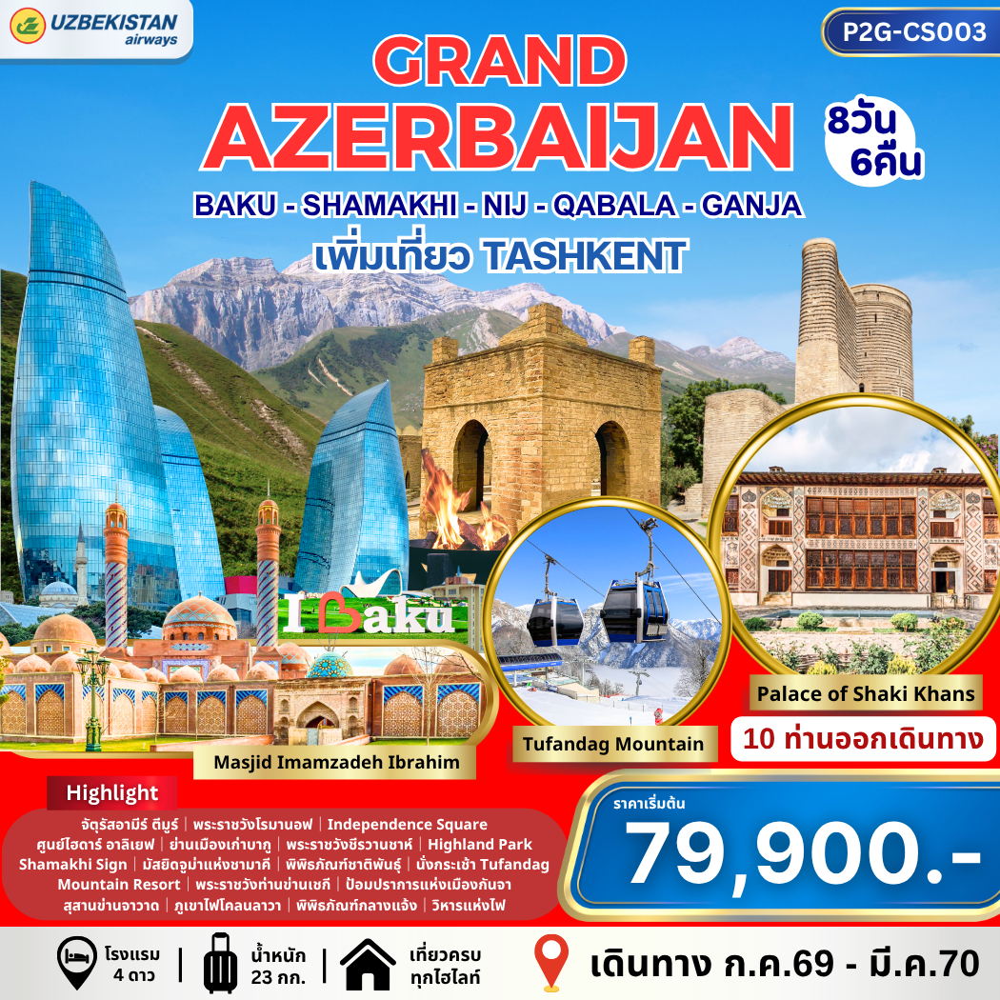 UZBEKISTAN
airways
P2G-CS003
GRAND
AZERBAIJAN
8วัน
6คืน
BAKU - SHAMAKHI - NIJ - QABALA - GANJA
เพิ่มเที่ยว TASHKENT
I Baku
Palace of Shaki Khans
Tufandag Mountain
10 ท่านออกเดินทาง
Masjid Imamzadeh Ibrahim
Highlight
จัตุรัสอามีร์ ตีมูร์ | พระราชวังโรมานอฟ | Independence Square
ศูนย์ไฮดาร์ อาลิเยฟ | ย่านเมืองเก่าบากู | พระราชวังชีรวานชาห์ | Highland Park
Shamakhi Sign | มัสยิดจูม่าแห่งชามาคี | พิพิธภัณฑ์ชาติพันธุ์ | นั่งกระเช้า Tufandag
Mountain Resort | พระราชวังท่านข่านเชกี | ป้อมปราการแห่งเมืองกันจา
สุสานข่านจาวาด | ภูเขาไฟโคลนลาวา | พิพิธภัณฑ์กลางแจ้ง | วิหารแห่งไฟ
ราคาเริ่มต้น
79,900.-
โรงแรม
4 ดาว
น้ำหนัก
23 กก.
เที่ยวครบ
ทุกไฮไลท์
เดินทาง ก.ค.69 - มี.ค.70